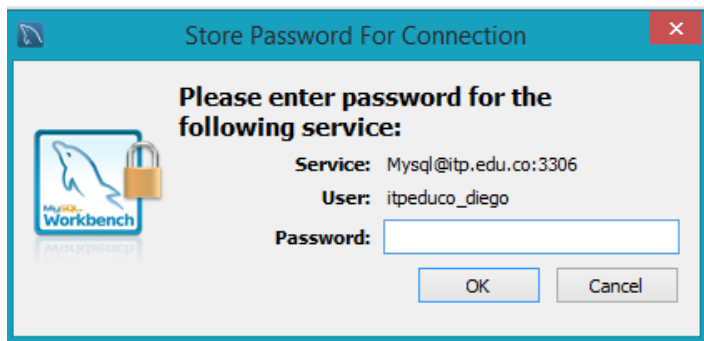 Store Password For Connection
Please enter password for the
following service:
Service: Mysql@itp.edu.co:3306
User: itpeduco_diego
MySQL
Workbench
Password:
OK Cancel